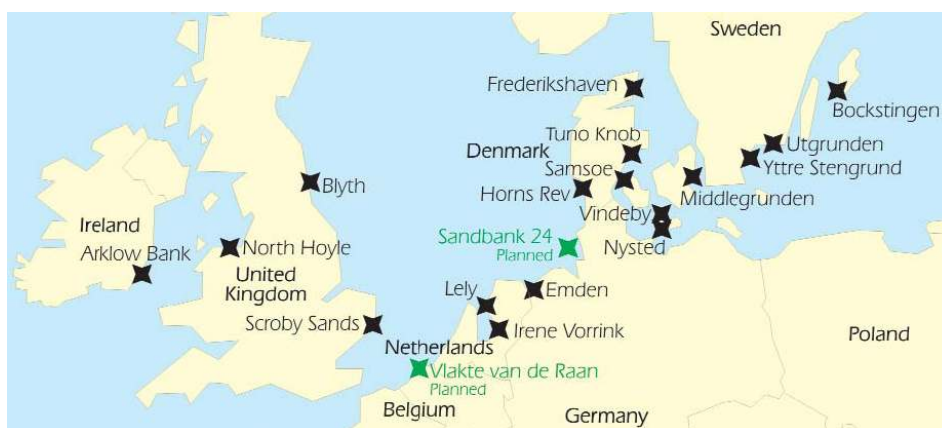 Sweden
Frederikshaven
Bockstingen
Tuno Knob
Utgrunden
Denmark
Yttre Stengrund
Samsoe
Blyth
Horns Rev
Middlegrunden
Vindeby
Ireland
Sandbank 24
Planned
Nysted
Arklow Bank
North Hoyle
United
Kingdom
Lely
Emden
Scroby Sands
Irene Vorrink
Poland
Netherlands
Vlakte van de Raan
Planned
Belgium
Germany